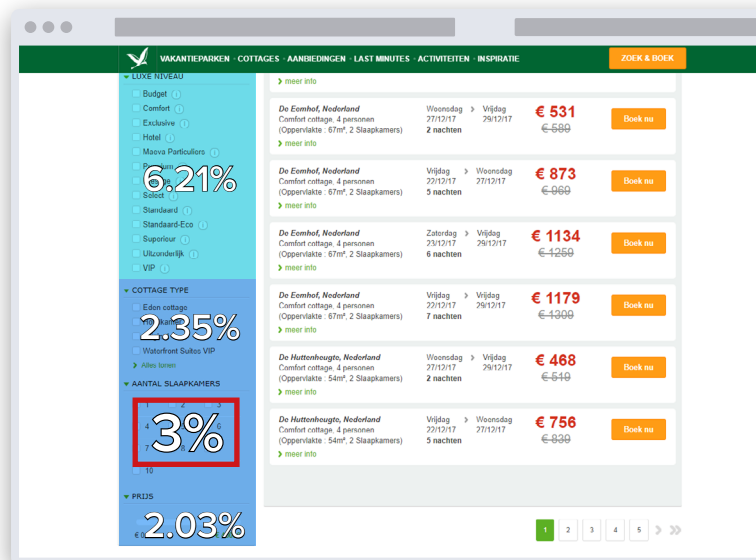 VAKANTIEPARKEN · COTTAGES · AANBIEDINGEN · LAST MINUTES · ACTIVITEITEN · INSPIRATIE
ZOEK & BOEK
LUXE NIVEAU
Budget
Comfort
Exclusive
Hotel
Maeva Particuliers
6.21%
Select
Standaard
Standaard-Eco
Superieur
Uitzonderlijk
VIP
COTTAGE TYPE
Eden cottage
2.35%
Waterfront Suites VIP
Alles tonen
AANTAL SLAAPKAMERS
1 2 3
4 6
3%
7 8
10
PRIJS
€ 0
2.03%
meer info
De Eemhof, Nederland
Comfort cottage, 4 personen
(Oppervlakte : 67m², 2 Slaapkamers)
meer info
Woensdag > Vrijdag
27/12/17 29/12/17
2 nachten
€ 531
€ 589
Boek nu
De Eemhof, Nederland
Comfort cottage, 4 personen
(Oppervlakte : 67m², 2 Slaapkamers)
meer info
Vrijdag > Woensdag
22/12/17 27/12/17
5 nachten
€ 873
€ 969
Boek nu
De Eemhof, Nederland
Comfort cottage, 4 personen
(Oppervlakte : 67m², 2 Slaapkamers)
meer info
Zaterdag > Vrijdag
23/12/17 29/12/17
6 nachten
€ 1134
€ 1259
Boek nu
De Eemhof, Nederland
Comfort cottage, 4 personen
(Oppervlakte : 67m², 2 Slaapkamers)
meer info
Vrijdag > Vrijdag
22/12/17 29/12/17
7 nachten
€ 1179
€ 1309
Boek nu
De Huttenheugte, Nederland
Comfort cottage, 4 personen
(Oppervlakte : 54m², 2 Slaapkamers)
meer info
Woensdag > Vrijdag
27/12/17 29/12/17
2 nachten
€ 468
€ 519
Boek nu
De Huttenheugte, Nederland
Comfort cottage, 4 personen
(Oppervlakte : 54m², 2 Slaapkamers)
meer info
Vrijdag > Woensdag
22/12/17 27/12/17
5 nachten
€ 756
€ 839
Boek nu
1 2 3 4 5